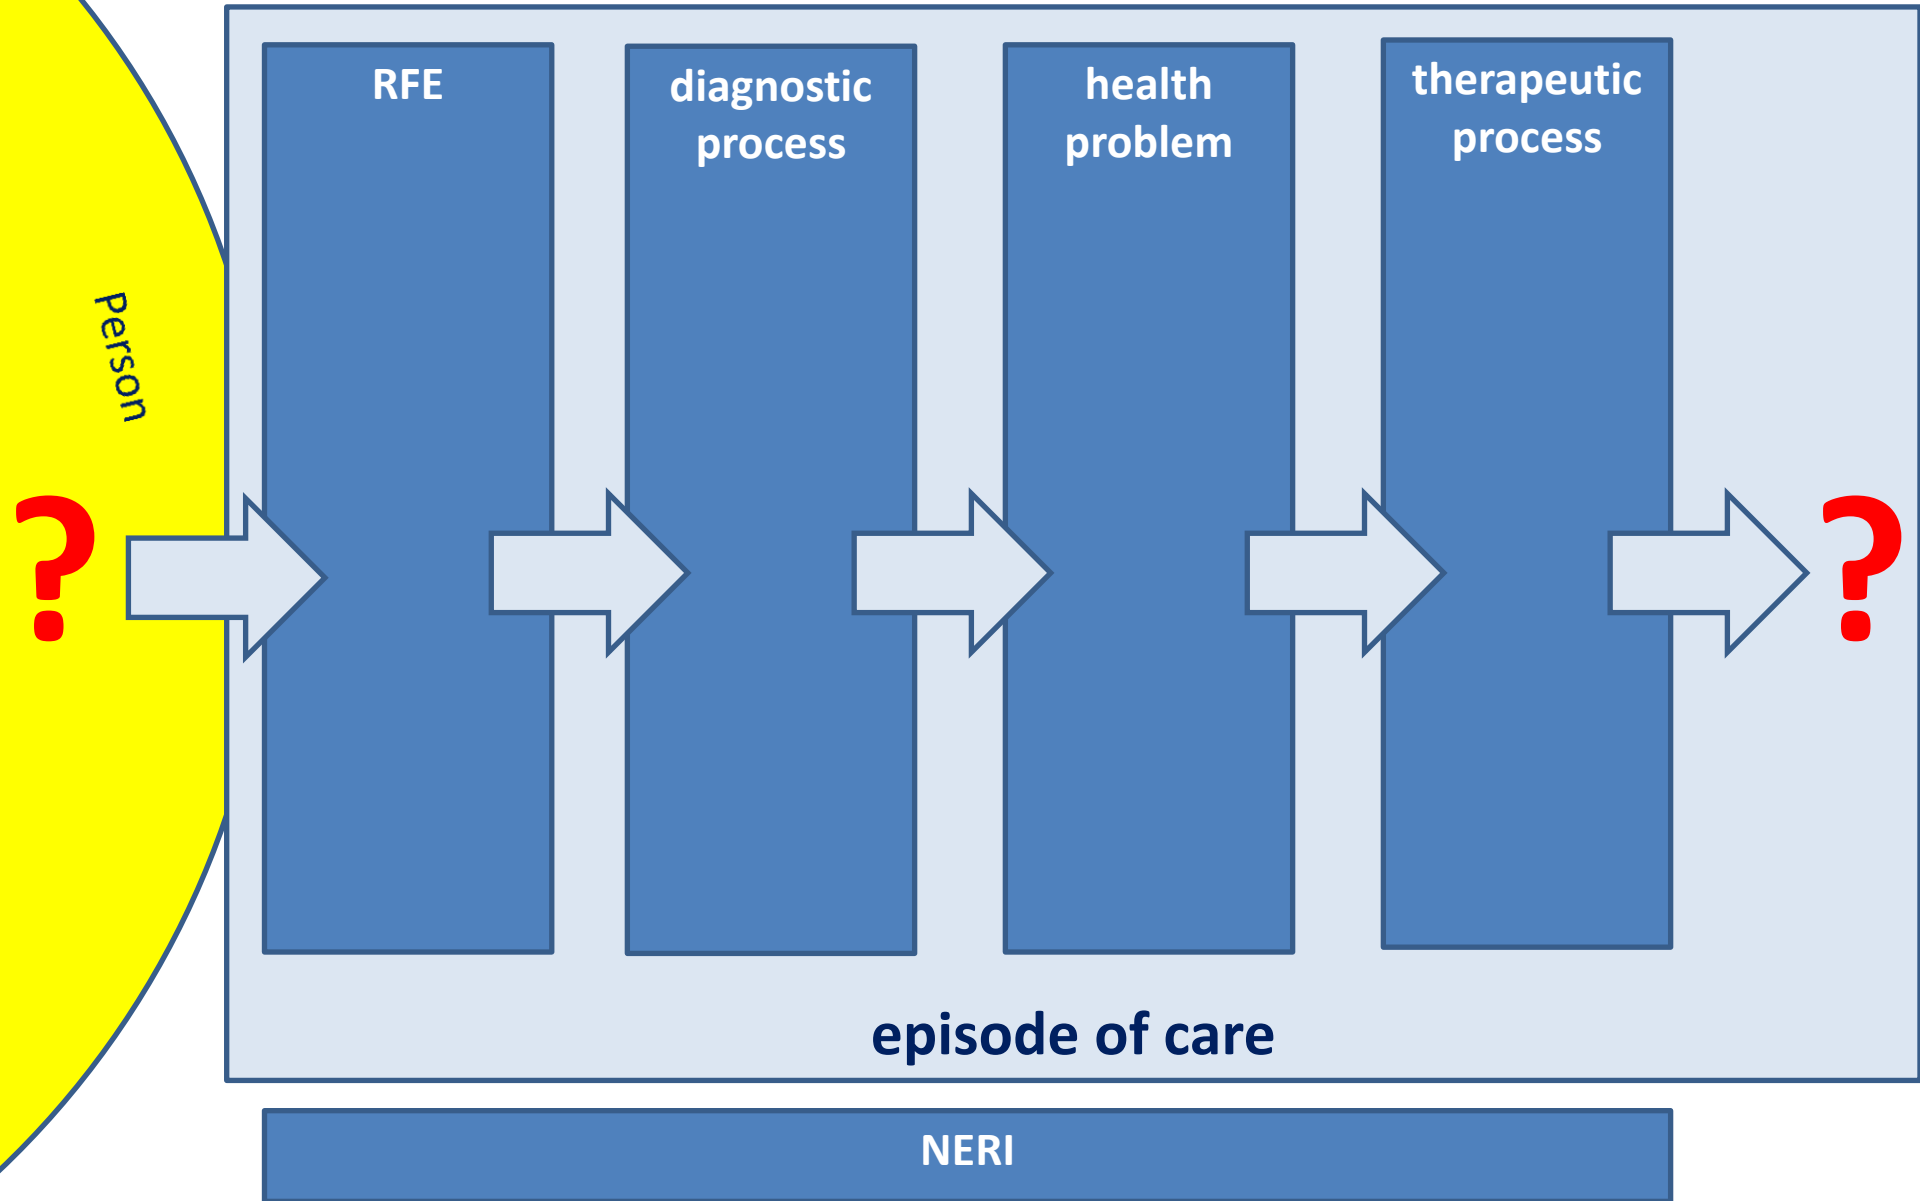 RFE
diagnostic
process
health
problem
therapeutic
process
Person
?
?
episode of care
NERI